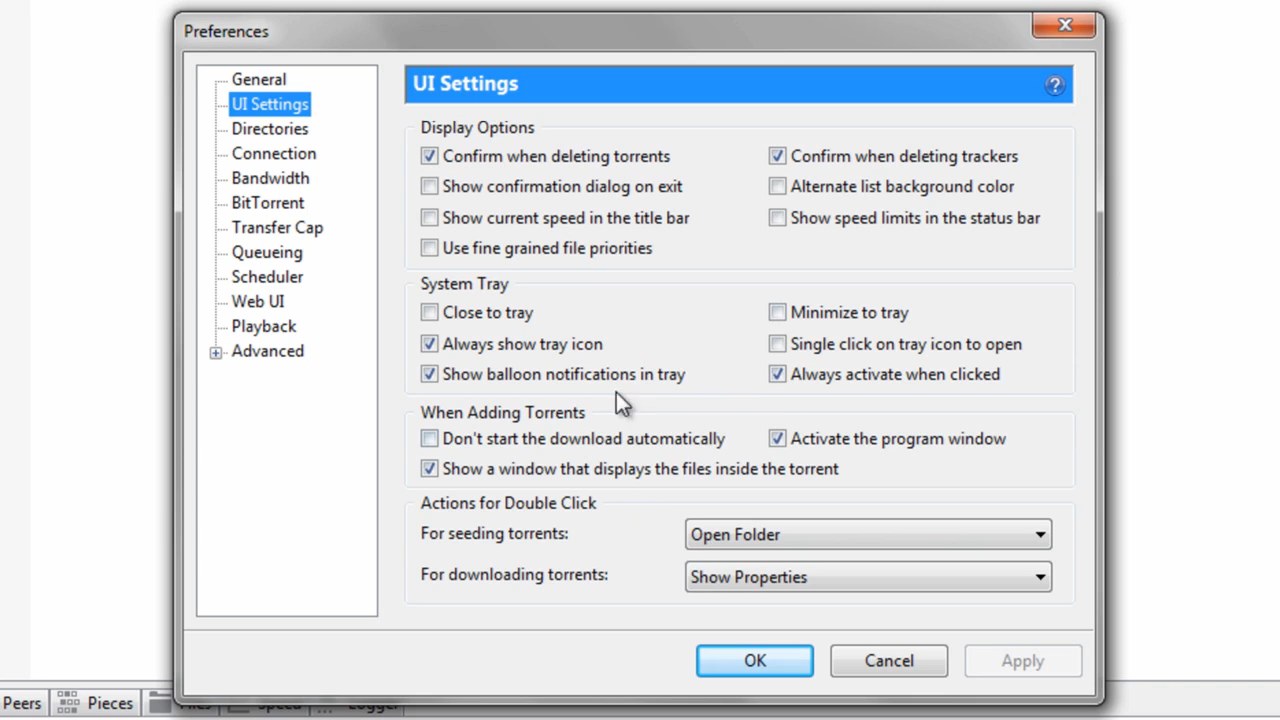 Preferences
General
UI Settings
Directories
Connection
Bandwidth
BitTorrent
Transfer Cap
Queueing
Scheduler
Web UI
Playback
Advanced
UI Settings
Display Options
Confirm when deleting torrents
Confirm when deleting trackers
Show confirmation dialog on exit
Alternate list background color
Show current speed in the title bar
Show speed limits in the status bar
Use fine grained file priorities
System Tray
Close to tray
Minimize to tray
Always show tray icon
Single click on tray icon to open
Show balloon notifications in tray
Always activate when clicked
When Adding Torrents
Don't start the download automatically
Activate the program window
Show a window that displays the files inside the torrent
Actions for Double Click
For seeding torrents:
Open Folder
For downloading torrents:
Show Properties
OK
Cancel
Apply
Peers
Pieces
Files
Speed
Logger